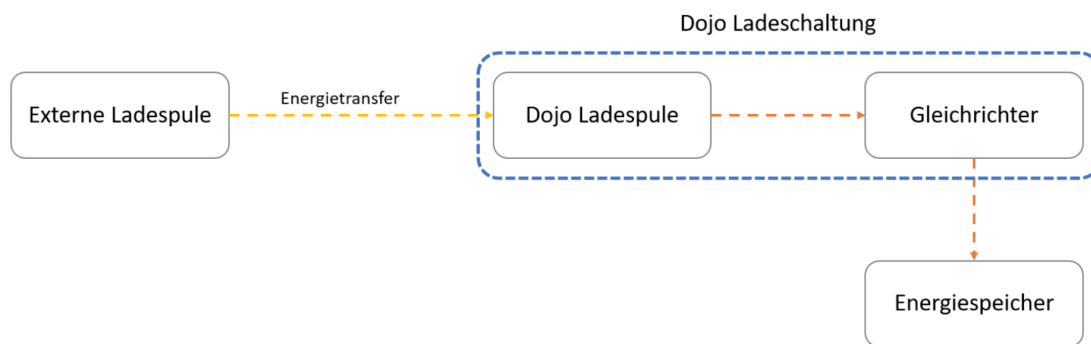 Dojo Ladeschaltung
Externe Ladespule
Energietransfer
Dojo Ladespule
Gleichrichter
Energiespeicher